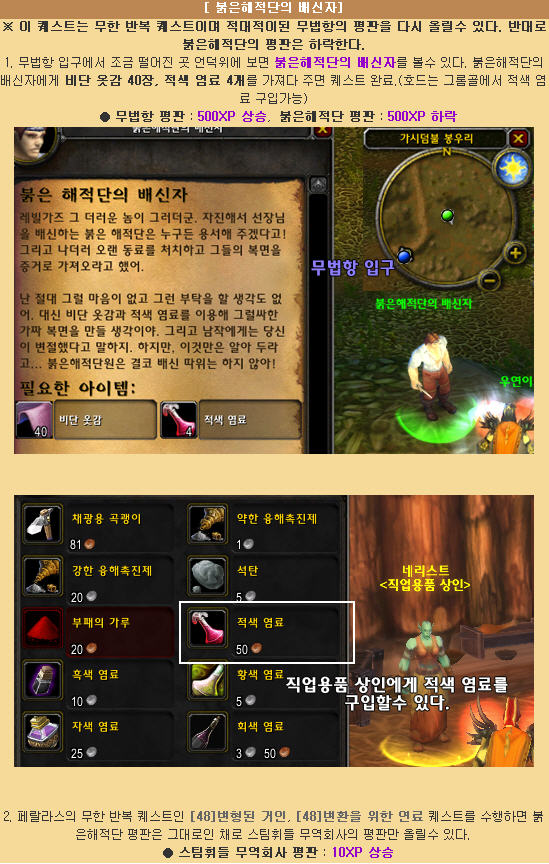 [ 붉은해적단의 배신자]
※ 이 퀘스트는 무한 반복 퀘스트이며 적대적이된 무법항의 평판을 다시 올릴수 있다. 반대로
붉은해적단의 평판은 하락한다.
1. 무법항 입구에서 조금 떨어진 곳 언덕위에 보면 붉은해적단의 배신자를 볼수 있다. 붉은해적단의
배신자에게 비단 옷감 40장, 적색 염료 4개를 가져다 주면 퀘스트 완료.(호드는 그롬골에서 적색 염
료 구입가능)
● 무법항 평판 : 500XP 상승, 붉은해적단 평판 : 500XP 하락
붉은해적단의 배신자
가시덤불 봉우리
N
붉은 해적단의 배신자
레빌가즈 그 더러운 놈이 그러더군. 자진해서 선장님
을 배신하는 붉은 해적단은 누구든 용서해 주겠다고!
그리고 나더러 오랜 동료를 처치하고 그들의 복면을
증거로 가져오라고 했어.
무법항 입구
붉은해적단의 배신자
난 절대 그럴 마음이 없고 그런 부탁을 할 생각도 없
어. 대신 비단 옷감과 적색 염료를 이용해 그럴싸한
가짜 복면을 만들 생각이야. 그리고 남작에게는 당신
이 변절했다고 말하지. 하지만, 이것만은 알아 두라
고... 붉은해적단원은 결코 배신 따위는 하지 않아!
우연이
필요한 아이템:
40
비단 옷감
4
적색 염료
채광용 곡괭이
81
약한 융해촉진제
1
강한 융해촉진제
20
석탄
5
네리스트
<직업용품 상인>
부패의 가루
20
적색 염료
50
흑색 염료
10
황색 염료
5
직업용품 상인에게 적색 염료를
구입할수 있다.
자색 염료
25
회색 염료
3 50
2. 페랄라스의 무한 반복 퀘스트인 [48]변형된 거인, [48]변환을 위한 연료 퀘스트를 수행하면 붉
은해적단 평판은 그대로인 채로 스팀휘들 무역회사의 평판만 올릴수 있다.
● 스팀휘들 무역회사 평판 : 10XP 상승